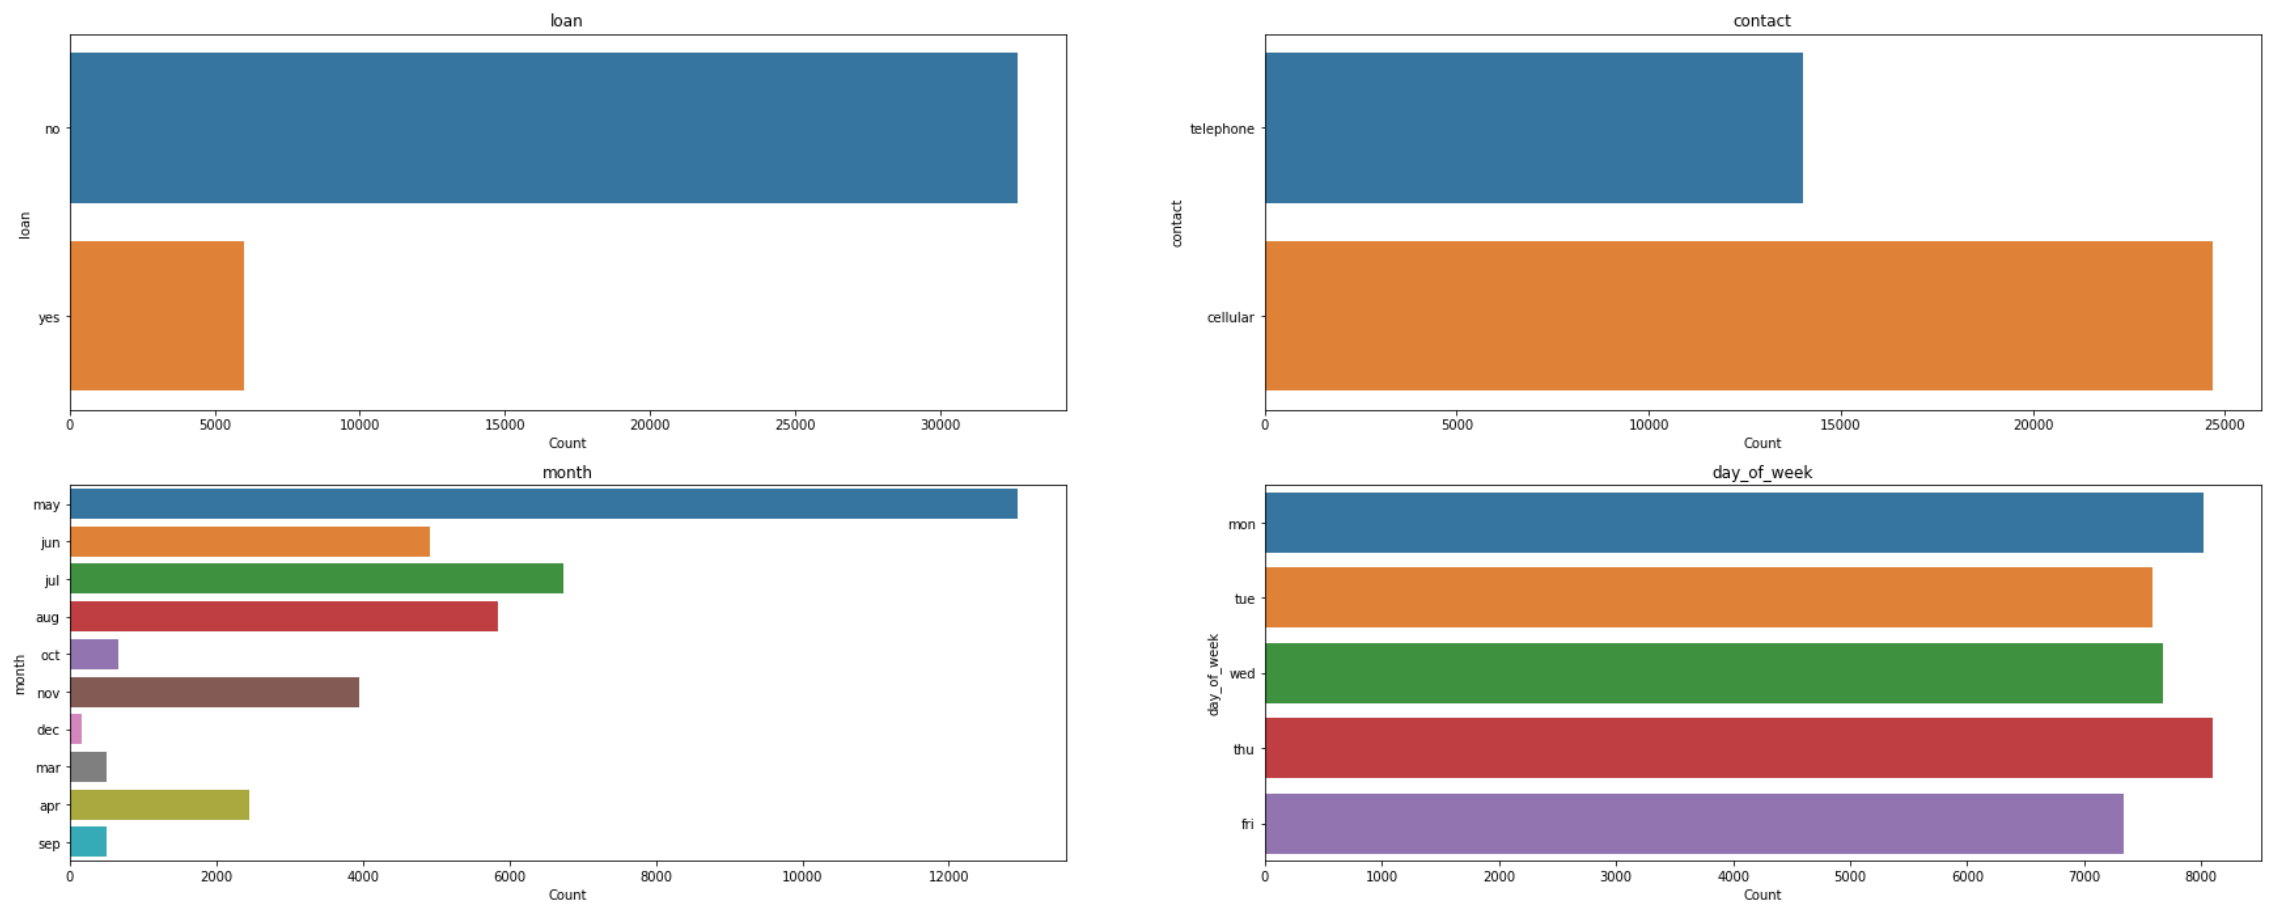 loan
no
yes
loan
0 5000 10000 15000 20000 25000 30000
Count
contact
telephone
cellular
contact
0 5000 10000 15000 20000 25000
Count
month
may
jun
jul
aug
oct
nov
dec
mar
apr
sep
month
0 2000 4000 6000 8000 10000 12000
Count
day_of_week
mon
tue
wed
thu
fri
day_of_week
0 1000 2000 3000 4000 5000 6000 7000 8000
Count